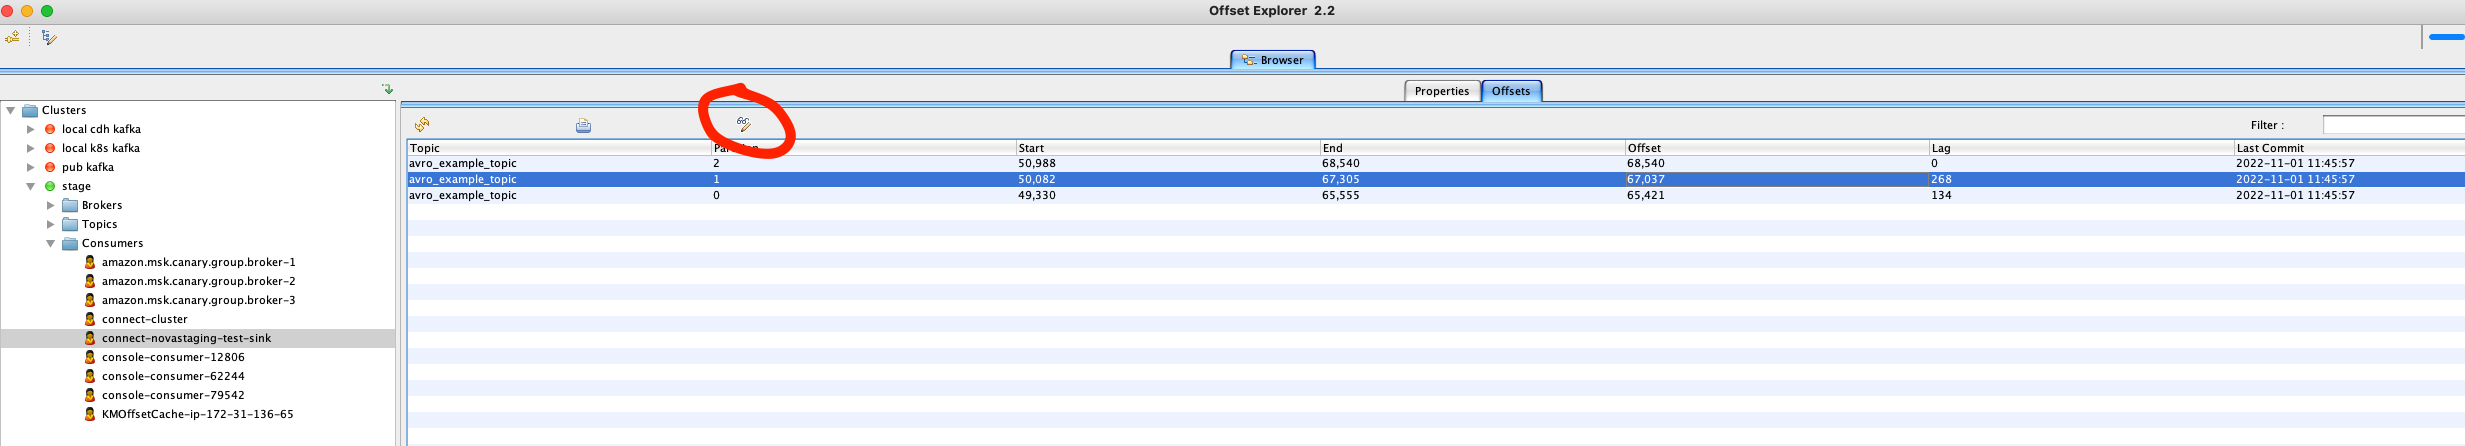 Offset Explorer 2.2
Browser
Properties Offsets
Clusters
local cdh kafka
local k8s kafka
pub kafka
stage
Brokers
Topics
Consumers
amazon.msk.canary.group.broker-1
amazon.msk.canary.group.broker-2
amazon.msk.canary.group.broker-3
connect-cluster
connect-novastaging-test-sink
console-consumer-12806
console-consumer-62244
console-consumer-79542
KMOffsetCache-ip-172-31-136-65
Filter :
Topic Partition Start End Offset Lag Last Commit
avro_example_topic 2 50,988 68,540 68,540 0 2022-11-01 11:45:57
avro_example_topic 1 50,082 67,305 67,037 268 2022-11-01 11:45:57
avro_example_topic 0 49,330 65,555 65,421 134 2022-11-01 11:45:57